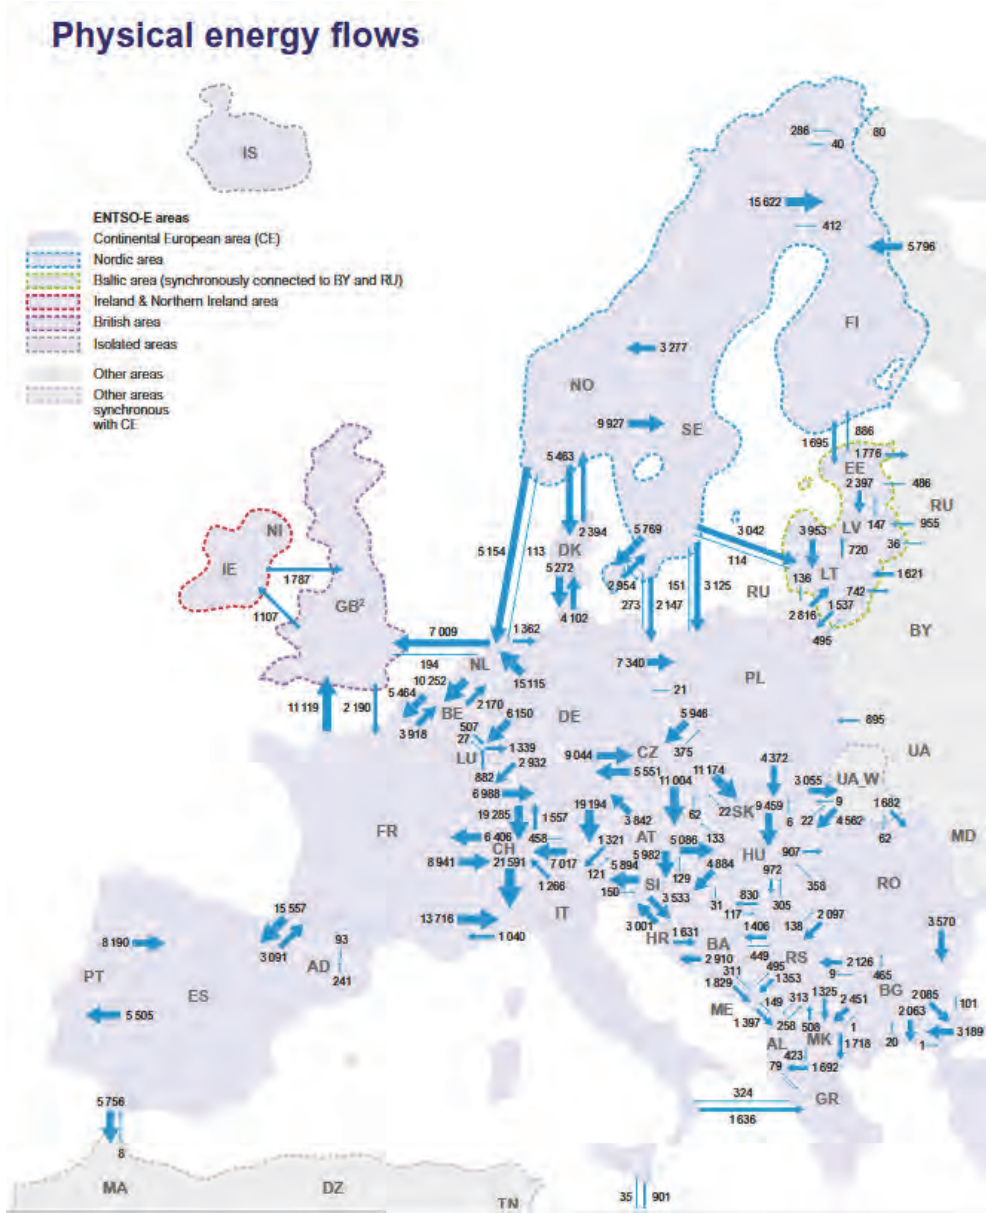 Physical energy flows
IS
ENTSO-E areas
Continental European area (CE)
Nordic area
Baltic area (synchronously connected to BY and RU)
Ireland & Northern Ireland area
British area
Isolated areas
Other areas
Other areas
synchronous
with CE
286
80
40
15 622
412
5 796
FI
3 277
NO
9 927
SE
886
1 695
1 776
EE
5 463
2 397
486
RU
NI
IE
1 787
1107
GB²
5 154
113
2 394
DK
5 272
4 102
5 769
2 954
273
2 147
151
3 125
3 042
114
RU
3 953
LV
147
955
720
36
136
LT
1 621
742
2 816
1 537
495
BY
7 009
1 362
194
NL
10 252
15 115
7 340
PL
21
5 464
BE
2 170
3 918
11 119
2 190
6 150
DE
507
27
LU
1 339
2 932
882
9 044
CZ
5 946
375
895
UA
5 551
11 004
11 174
4 372
3 055
UA_W
6 988
19 285
1 557
19 194
3 842
62
22
SK
9 459
6
22
9
4 562
1 682
62
MD
FR
6 406
458
CH
1 321
AT
5 086
133
HU
907
8 941
21 591
7 017
121
5 982
5 894
4 884
972
358
RO
1 266
150
SI
129
3 533
31
830
305
15 557
13 716
IT
3 001
117
2 097
1 040
HR
1 631
1 406
138
3 570
8 190
93
BA
449
RS
3 091
AD
2 910
495
2 126
465
PT
241
311
9
BG
ES
1 829
1 353
1 325
2 451
2 085
101
ME
149
313
2 063
5 505
1 397
258
508
MK
1
1 718
20
1
3 189
AL
423
79
1 692
324
GR
1 636
5 756
8
MA
DZ
TN
35
901